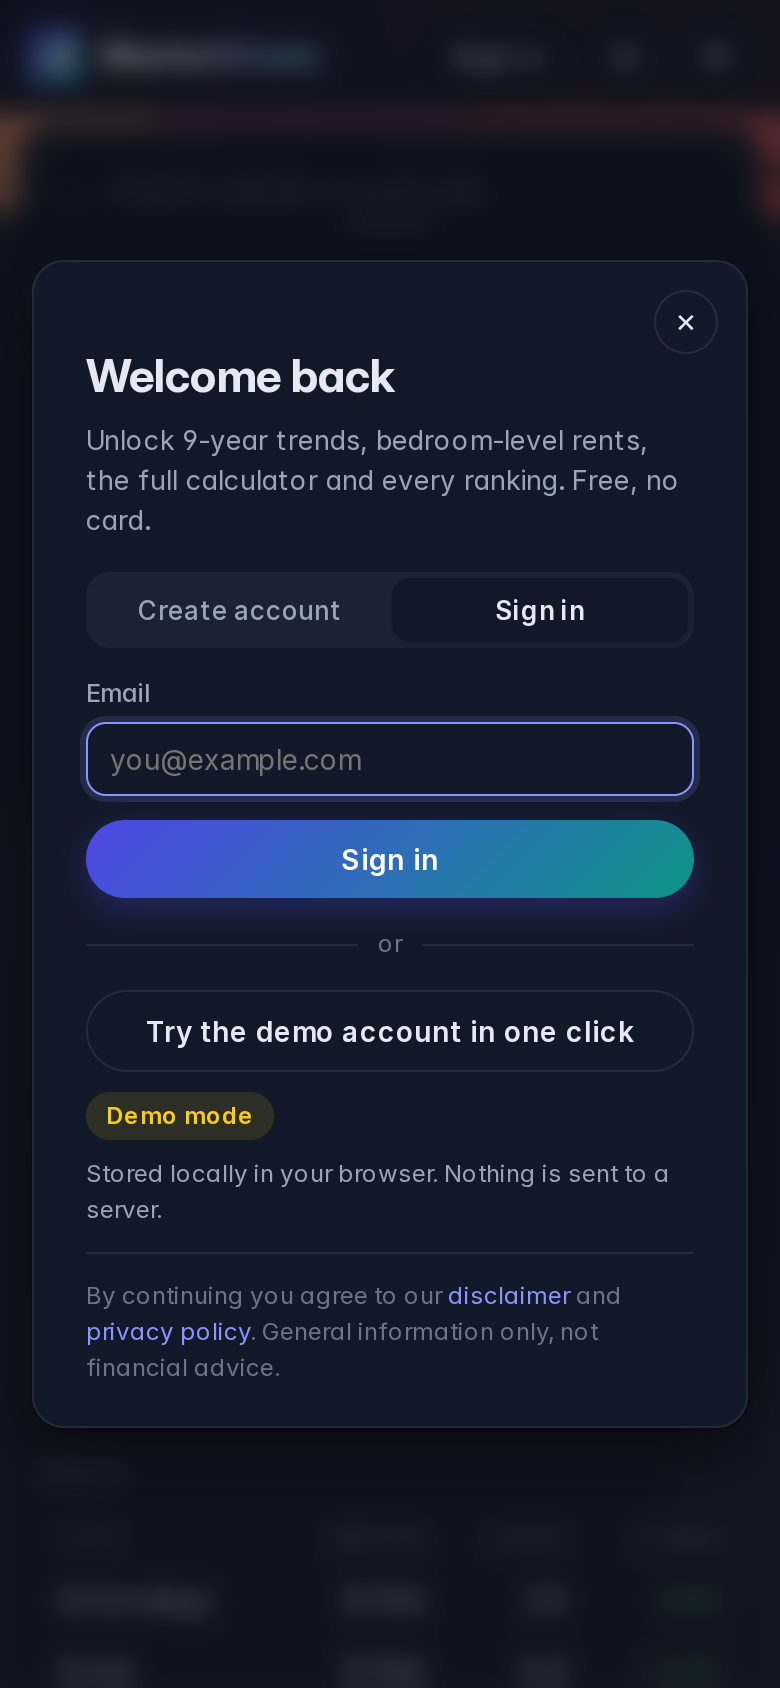 Welcome back
Unlock 9-year trends, bedroom-level rents,
the full calculator and every ranking. Free, no
card.
Create account
Sign in
Email
you@example.com
Sign in
or
Try the demo account in one click
Demo mode
Stored locally in your browser. Nothing is sent to a
server.
By continuing you agree to our disclaimer and
privacy policy. General information only, not
financial advice.